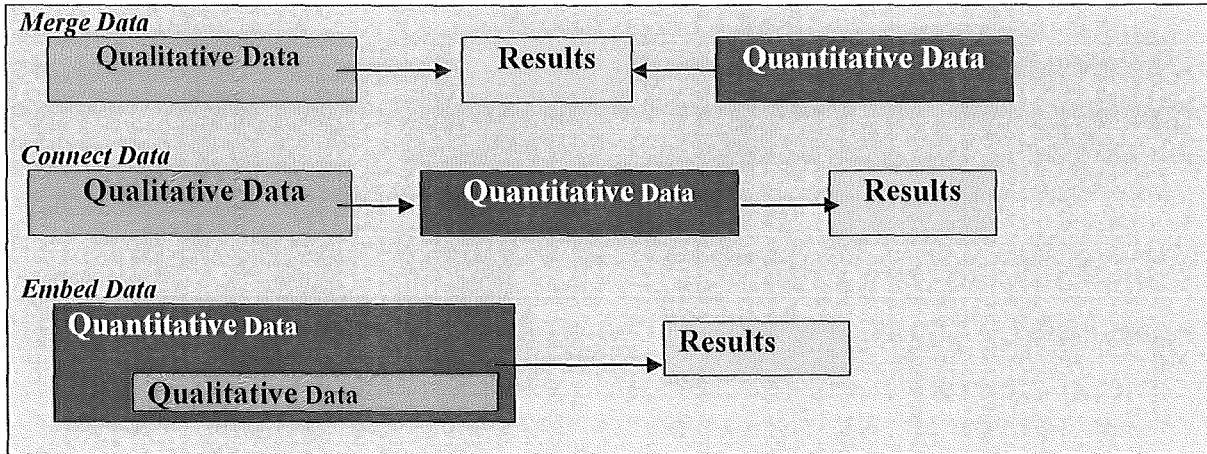 Merge Data
Qualitative Data
Results
Quantitative Data
Connect Data
Qualitative Data
Quantitative Data
Results
Embed Data
Quantitative Data
Results
Qualitative Data